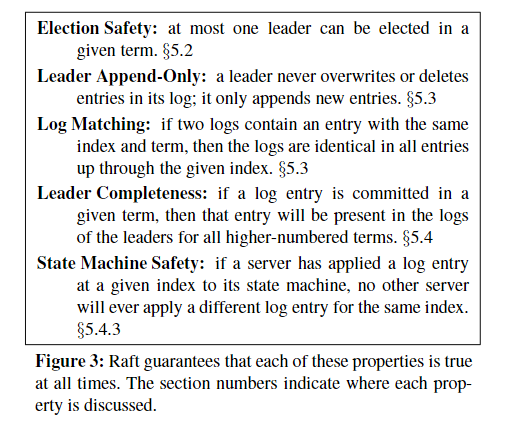 Election Safety: at most one leader can be elected in a
given term. §5.2
Leader Append-Only: a leader never overwrites or deletes
entries in its log; it only appends new entries. §5.3
Log Matching: if two logs contain an entry with the same
index and term, then the logs are identical in all entries
up through the given index. §5.3
Leader Completeness: if a log entry is committed in a
given term, then that entry will be present in the logs
of the leaders for all higher-numbered terms. §5.4
State Machine Safety: if a server has applied a log entry
at a given index to its state machine, no other server
will ever apply a different log entry for the same index.
§5.4.3
Figure 3: Raft guarantees that each of these properties is true
at all times. The section numbers indicate where each prop-
erty is discussed.